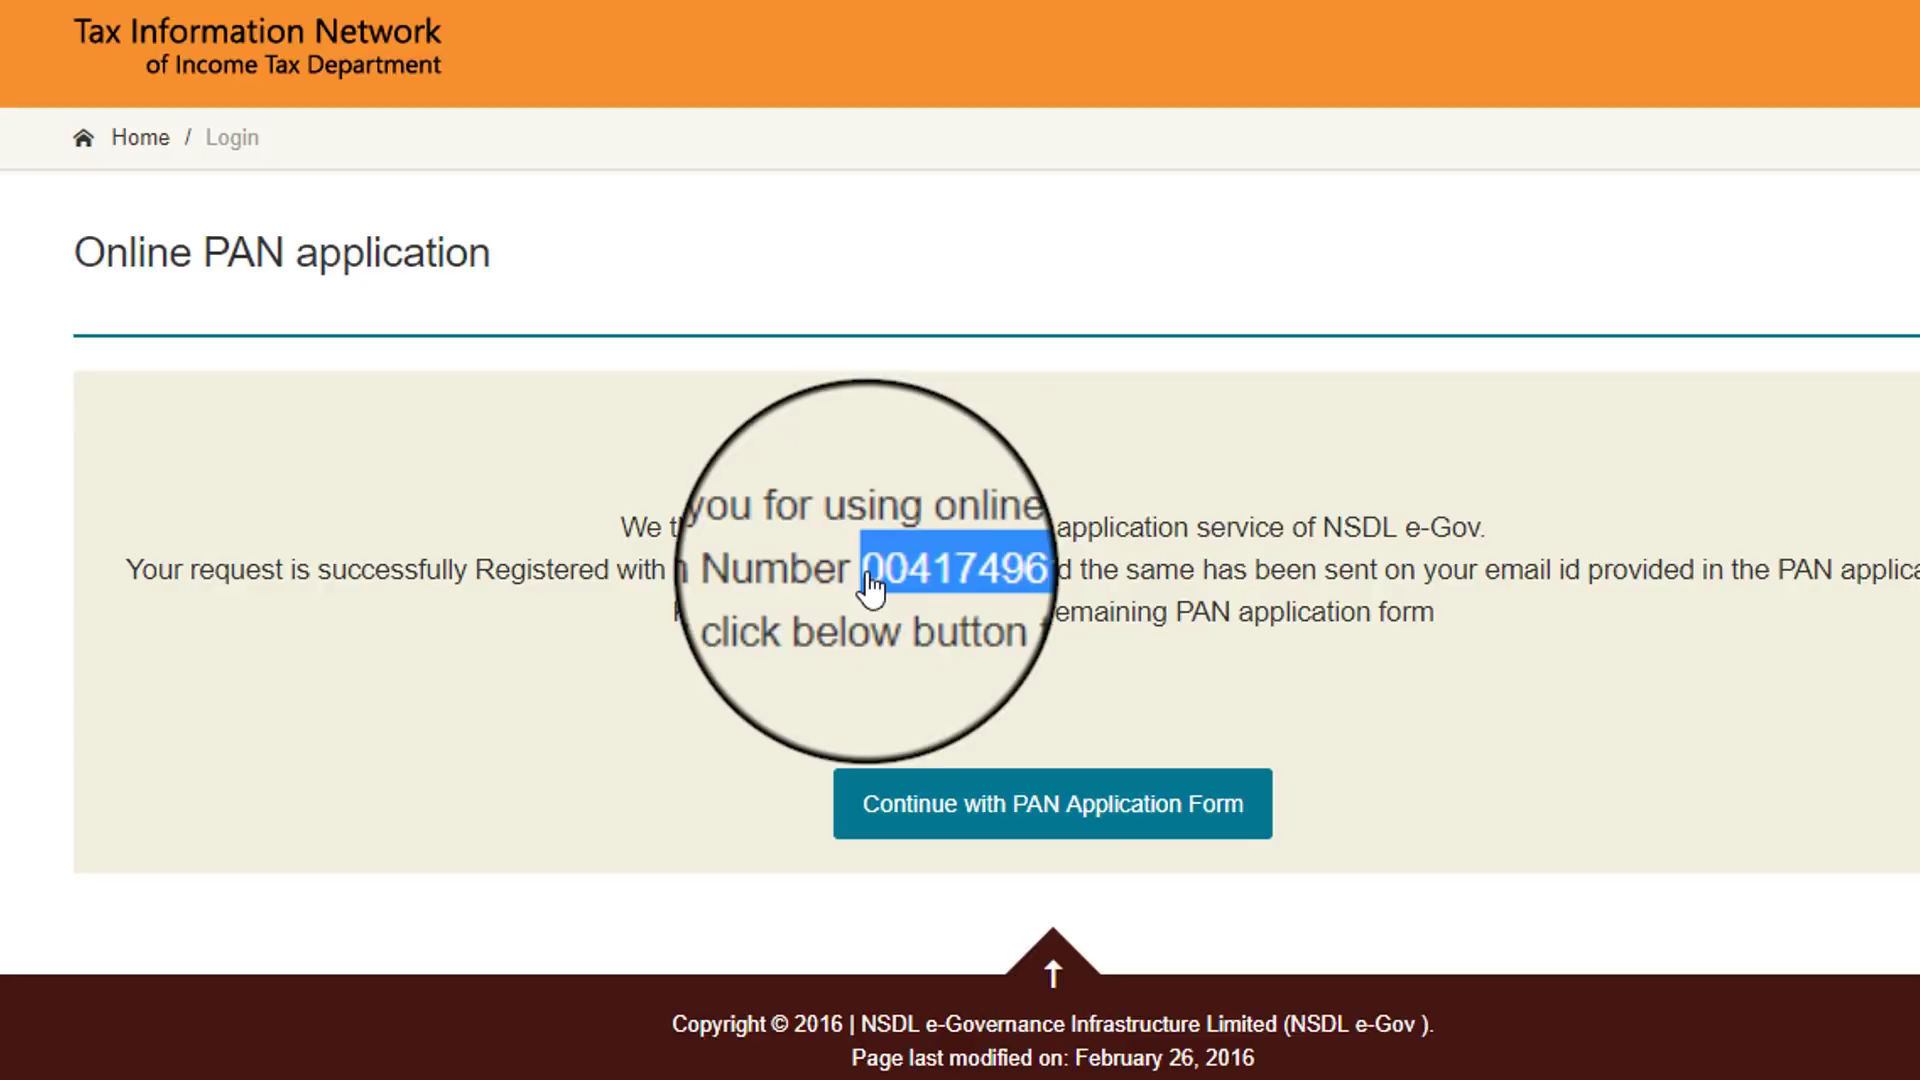 Tax Information Network
of Income Tax Department
Home / Login
Online PAN application
We you for using online application service of NSDL e-Gov.
Your request is successfully Registered with Number 00417496 the same has been sent on your email id provided in the PAN
click below button emaining PAN application form
Continue with PAN Application Form
Copyright © 2016 | NSDL e-Governance Infrastructure Limited (NSDL e-Gov ).
Page last modified on: February 26, 2016